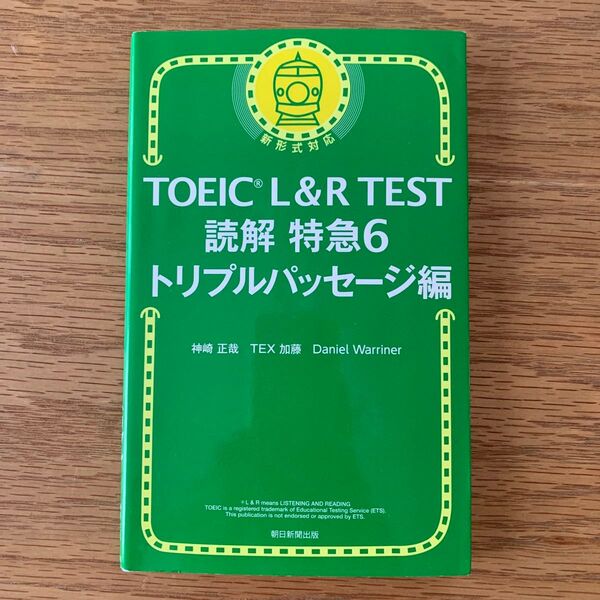 新形式対応
TOEIC® L & R TEST
読解 特急6
トリプルパッセージ編
神崎 正哉 TEX 加藤 Daniel Warriner
® L & R means LISTENING AND READING
TOEIC is a registered trademark of Educational Testing Service (ETS).
This publication is not endorsed or approved by ETS.
朝日新聞出版